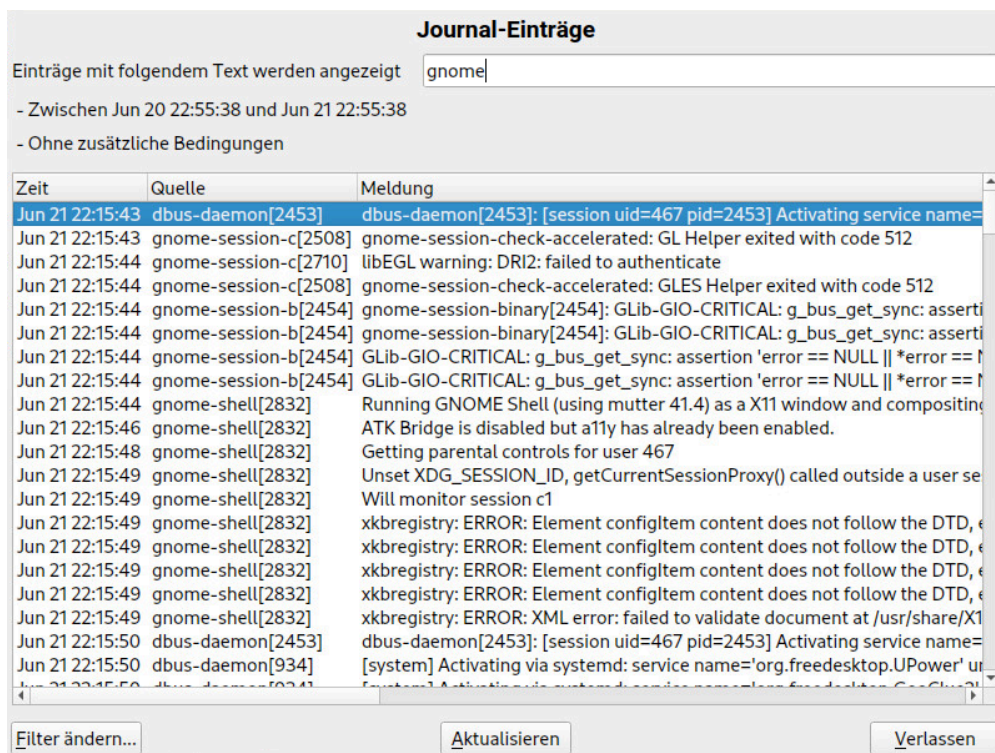 Journal-Einträge
Einträge mit folgendem Text werden angezeigt gnome
- Zwischen Jun 20 22:55:38 und Jun 21 22:55:38
- Ohne zusätzliche Bedingungen
Zeit Quelle Meldung
Jun 21 22:15:43 dbus-daemon[2453] dbus-daemon[2453]: [session uid=467 pid=2453] Activating service name=
Jun 21 22:15:43 gnome-session-c[2508] gnome-session-check-accelerated: GL Helper exited with code 512
Jun 21 22:15:44 gnome-session-c[2710] libEGL warning: DRI2: failed to authenticate
Jun 21 22:15:44 gnome-session-c[2508] gnome-session-check-accelerated: GLES Helper exited with code 512
Jun 21 22:15:44 gnome-session-b[2454] gnome-session-binary[2454]: GLib-GIO-CRITICAL: g_bus_get_sync: asserti
Jun 21 22:15:44 gnome-session-b[2454] gnome-session-binary[2454]: GLib-GIO-CRITICAL: g_bus_get_sync: asserti
Jun 21 22:15:44 gnome-session-b[2454] GLib-GIO-CRITICAL: g_bus_get_sync: assertion 'error == NULL || *error ==
Jun 21 22:15:44 gnome-session-b[2454] GLib-GIO-CRITICAL: g_bus_get_sync: assertion 'error == NULL || *error ==
Jun 21 22:15:44 gnome-shell[2832] Running GNOME Shell (using mutter 41.4) as a X11 window and compositing
Jun 21 22:15:46 gnome-shell[2832] ATK Bridge is disabled but a11y has already been enabled.
Jun 21 22:15:48 gnome-shell[2832] Getting parental controls for user 467
Jun 21 22:15:49 gnome-shell[2832] Unset XDG_SESSION_ID, getCurrentSessionProxy() called outside a user se
Jun 21 22:15:49 gnome-shell[2832] Will monitor session c1
Jun 21 22:15:49 gnome-shell[2832] xkbregistry: ERROR: Element configItem content does not follow the DTD, e
Jun 21 22:15:49 gnome-shell[2832] xkbregistry: ERROR: Element configItem content does not follow the DTD, e
Jun 21 22:15:49 gnome-shell[2832] xkbregistry: ERROR: Element configItem content does not follow the DTD, e
Jun 21 22:15:49 gnome-shell[2832] xkbregistry: ERROR: Element configItem content does not follow the DTD, e
Jun 21 22:15:49 gnome-shell[2832] xkbregistry: ERROR: XML error: failed to validate document at /usr/share/X1
Jun 21 22:15:50 dbus-daemon[2453] dbus-daemon[2453]: [session uid=467 pid=2453] Activating service name=
Jun 21 22:15:50 dbus-daemon[934] [system] Activating via systemd: service name='org.freedesktop.UPower' un
Filter ändern... Aktualisieren Verlassen